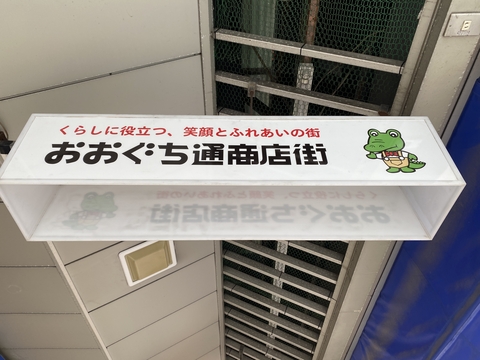 くらしに役立つ、笑顔とふれあいの街
おおぐち通商店街